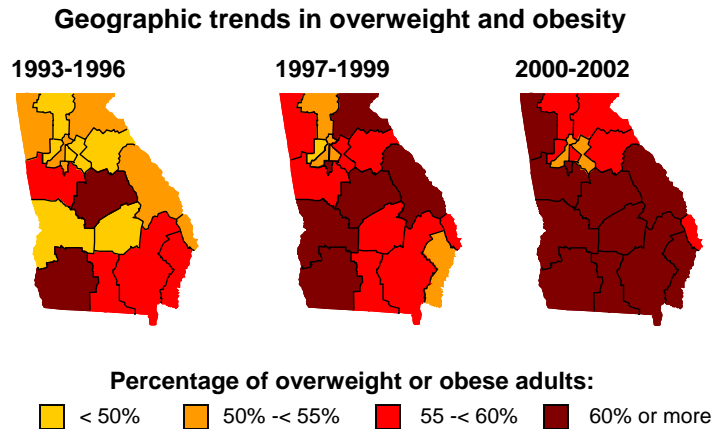 Geographic trends in overweight and obesity
1993-1996 1997-1999 2000-2002
Percentage of overweight or obese adults:
< 50% 50% -< 55% 55 -< 60% 60% or more